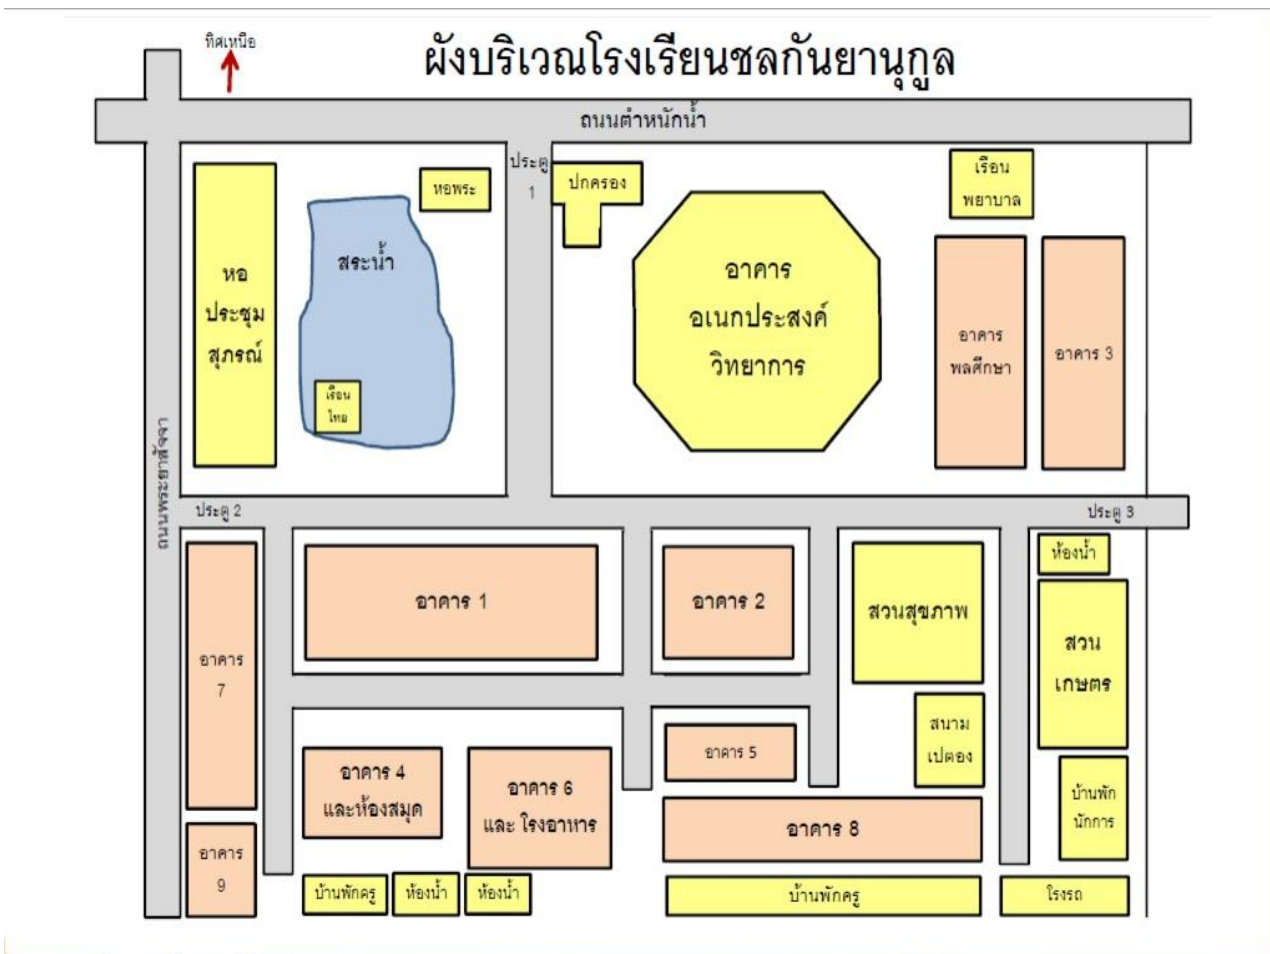 ทิศเหนือ
ผังบริเวณโรงเรียนชลกันยานุกูล
ถนนตำหนักน้ำ
ประตู
1
หอพระ
ปกครอง
เรือน
พยาบาล
หอ
ประชุม
สุภรณ์
สระน้ำ
เรือน
ไทย
อาคาร
อเนกประสงค์
วิทยาการ
อาคาร
พลศึกษา
อาคาร 3
ถนนพระยาสัจจา
ประตู 2
ประตู 3
อาคาร
7
อาคาร 1
อาคาร 2
สวนสุขภาพ
ห้องน้ำ
สวน
เกษตร
อาคาร 4
และห้องสมุด
อาคาร 6
และ โรงอาหาร
อาคาร 5
สนาม
เปตอง
บ้านพัก
นักการ
อาคาร 8
อาคาร
9
บ้านพักครู
ห้องน้ำ
ห้องน้ำ
บ้านพักครู
โรงรถ